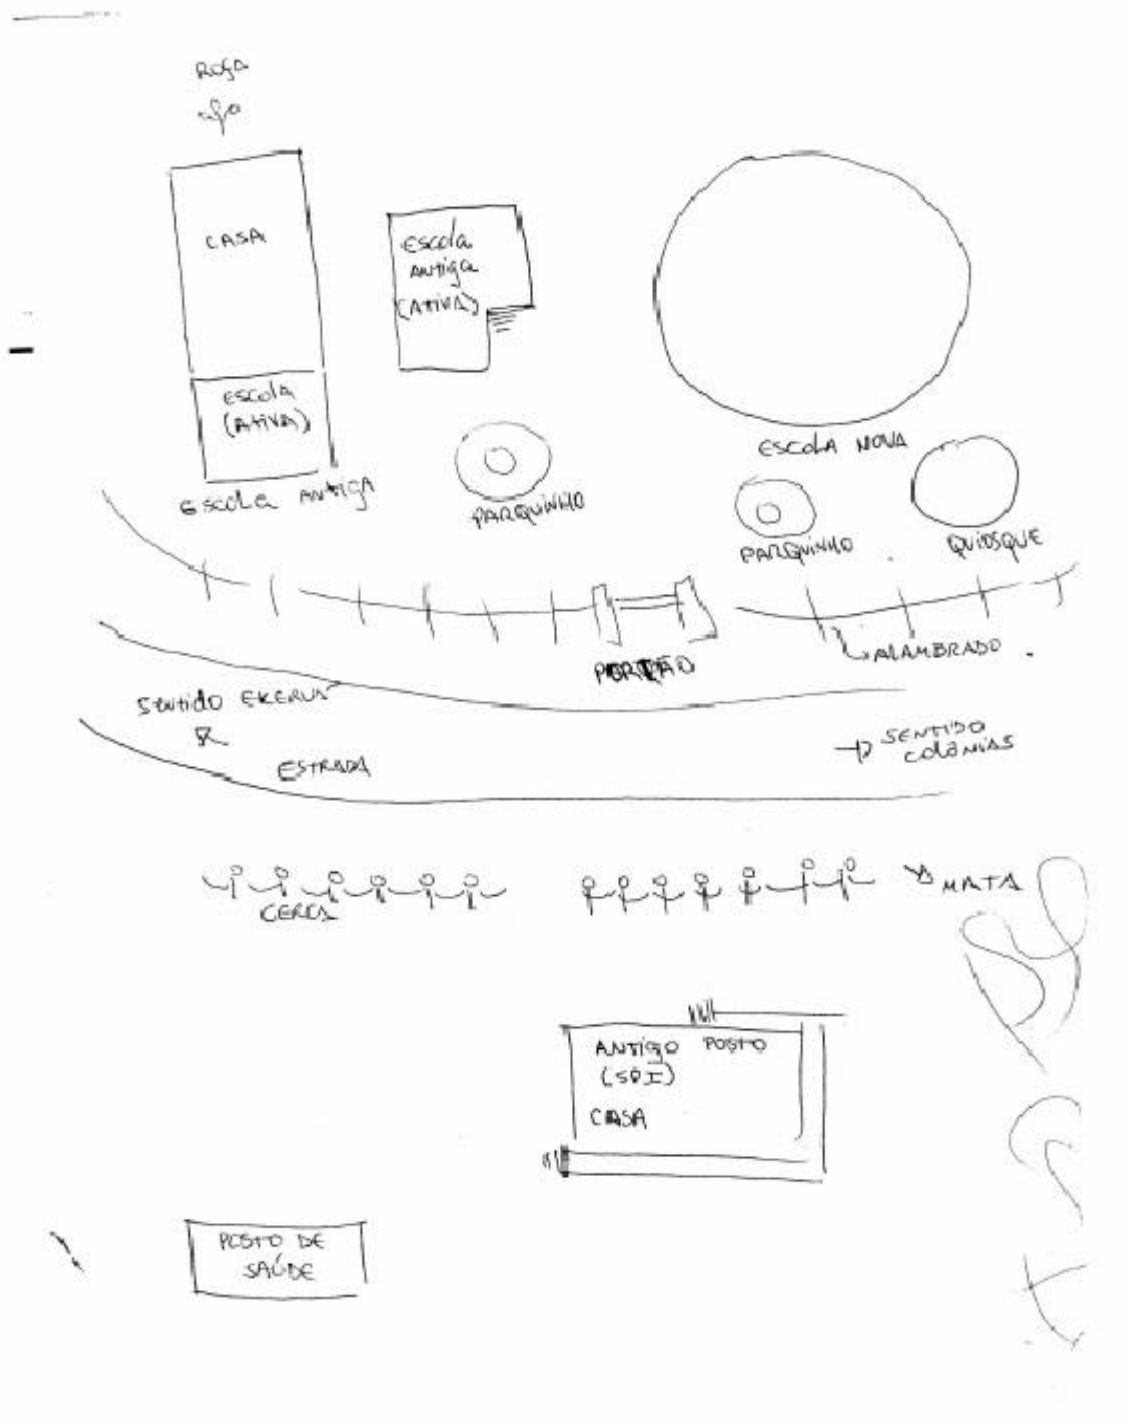 Roça
CASA
Escola
Antiga
(ATIVA)
ESCOLA
(ATIVA)
Escola ANTIGA
PARQUINHO
ESCOLA NOVA
PARQUINHO
QUIOSQUE
PORTÃO
ALAMBRADO
Sentido EKERUÁ
ESTRADA
SENTIDO
COLÔNIAS
CERCA
MATA
ANTIGO POSTO
(SPI)
CASA
POSTO DE
SAÚDE